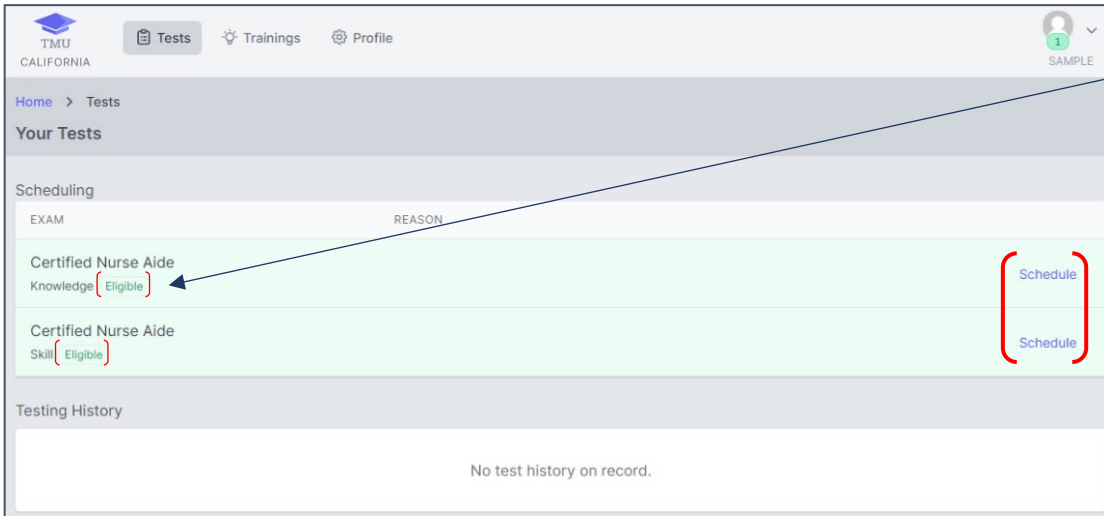 TMU
CALIFORNIA
Tests
Trainings
Profile
1
SAMPLE
Home > Tests
Your Tests
Scheduling
EXAM REASON
Certified Nurse Aide
Knowledge Eligible
Schedule
Certified Nurse Aide
Skill Eligible
Schedule
Testing History
No test history on record.